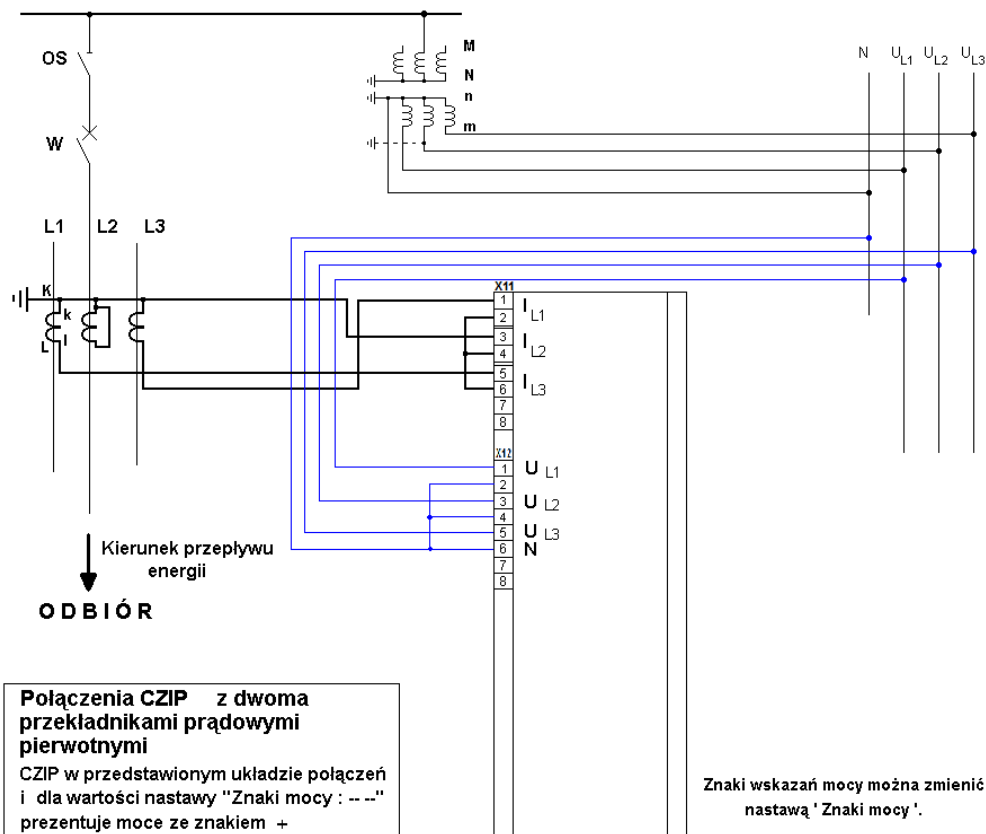 OS
W
M
N
n
m
N U L1 U L2 U L3
L1 L2 L3
K
k
L l
X11
1
2
3
4
5
6
7
8
I L1
I L2
I L3
X12
1
2
3
4
5
6
7
8
U L1
U L2
U L3
N
Kierunek przepływu
energii
ODBIÓR
Połączenia CZIP z dwoma
przekładnikami prądowymi
pierwotnymi
CZIP w przedstawionym układzie połączeń
i dla wartości nastawy "Znaki mocy : -- --"
prezentuje moce ze znakiem +
Znaki wskazań mocy można zmienić
nastawą ' Znaki mocy '.